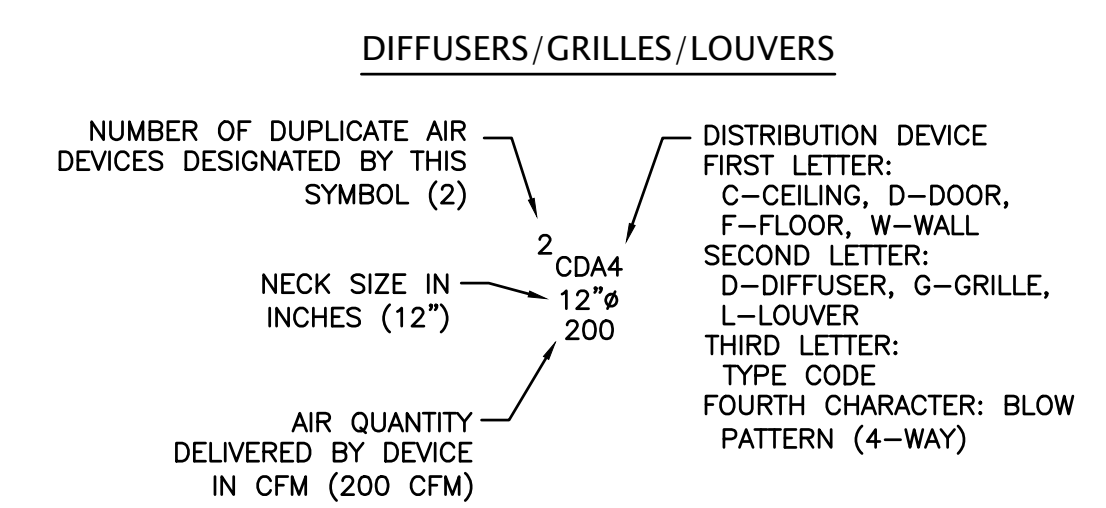 DIFFUSERS/GRILLES/LOUVERS
NUMBER OF DUPLICATE AIR
DEVICES DESIGNATED BY THIS
SYMBOL (2)
NECK SIZE IN
INCHES (12")
AIR QUANTITY
DELIVERED BY DEVICE
IN CFM (200 CFM)
2
CDA4
12"ø
200
DISTRIBUTION DEVICE
FIRST LETTER:
C-CEILING, D-DOOR,
F-FLOOR, W-WALL
SECOND LETTER:
D-DIFFUSER, G-GRILLE,
L-LOUVER
THIRD LETTER:
TYPE CODE
FOURTH CHARACTER: BLOW
PATTERN (4-WAY)